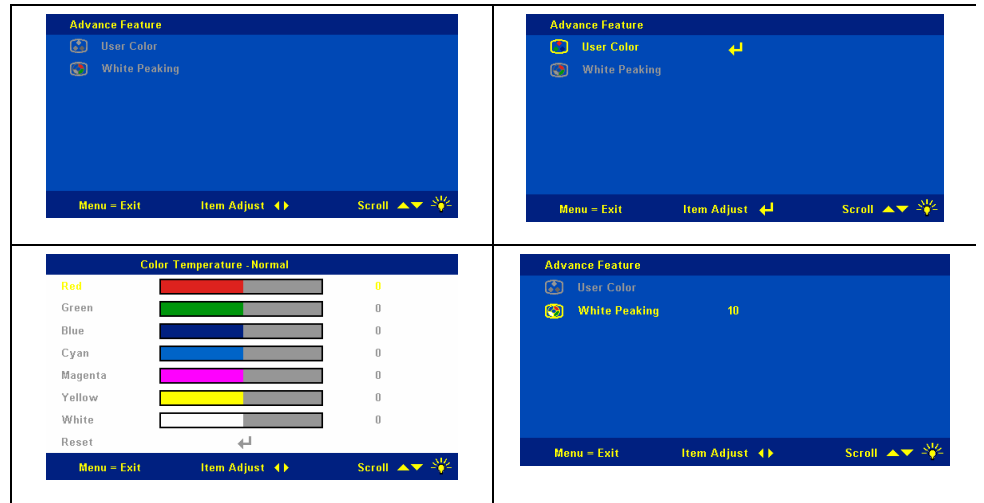 Advance Feature
User Color
White Peaking
Menu = Exit Item Adjust Scroll
Advance Feature
User Color
White Peaking
Menu = Exit Item Adjust Scroll
Color Temperature - Normal
Red 0
Green 0
Blue 0
Cyan 0
Magenta 0
Yellow 0
White 0
Reset
Menu = Exit Item Adjust Scroll
Advance Feature
User Color
White Peaking 10
Menu = Exit Item Adjust Scroll